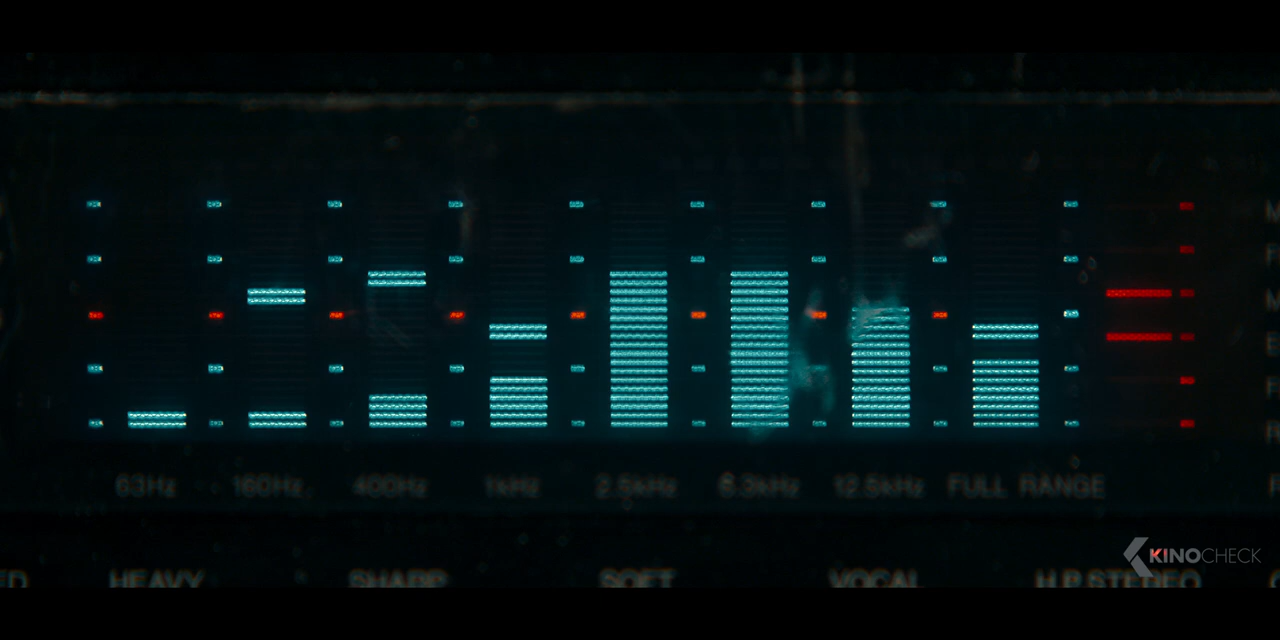 63Hz 160Hz 400Hz 1kHz 2.5kHz 6.3kHz 12.5kHz FULL RANGE
KINOCHECK
HEAVY SHARP SOFT VOCAL H.P.STEREO